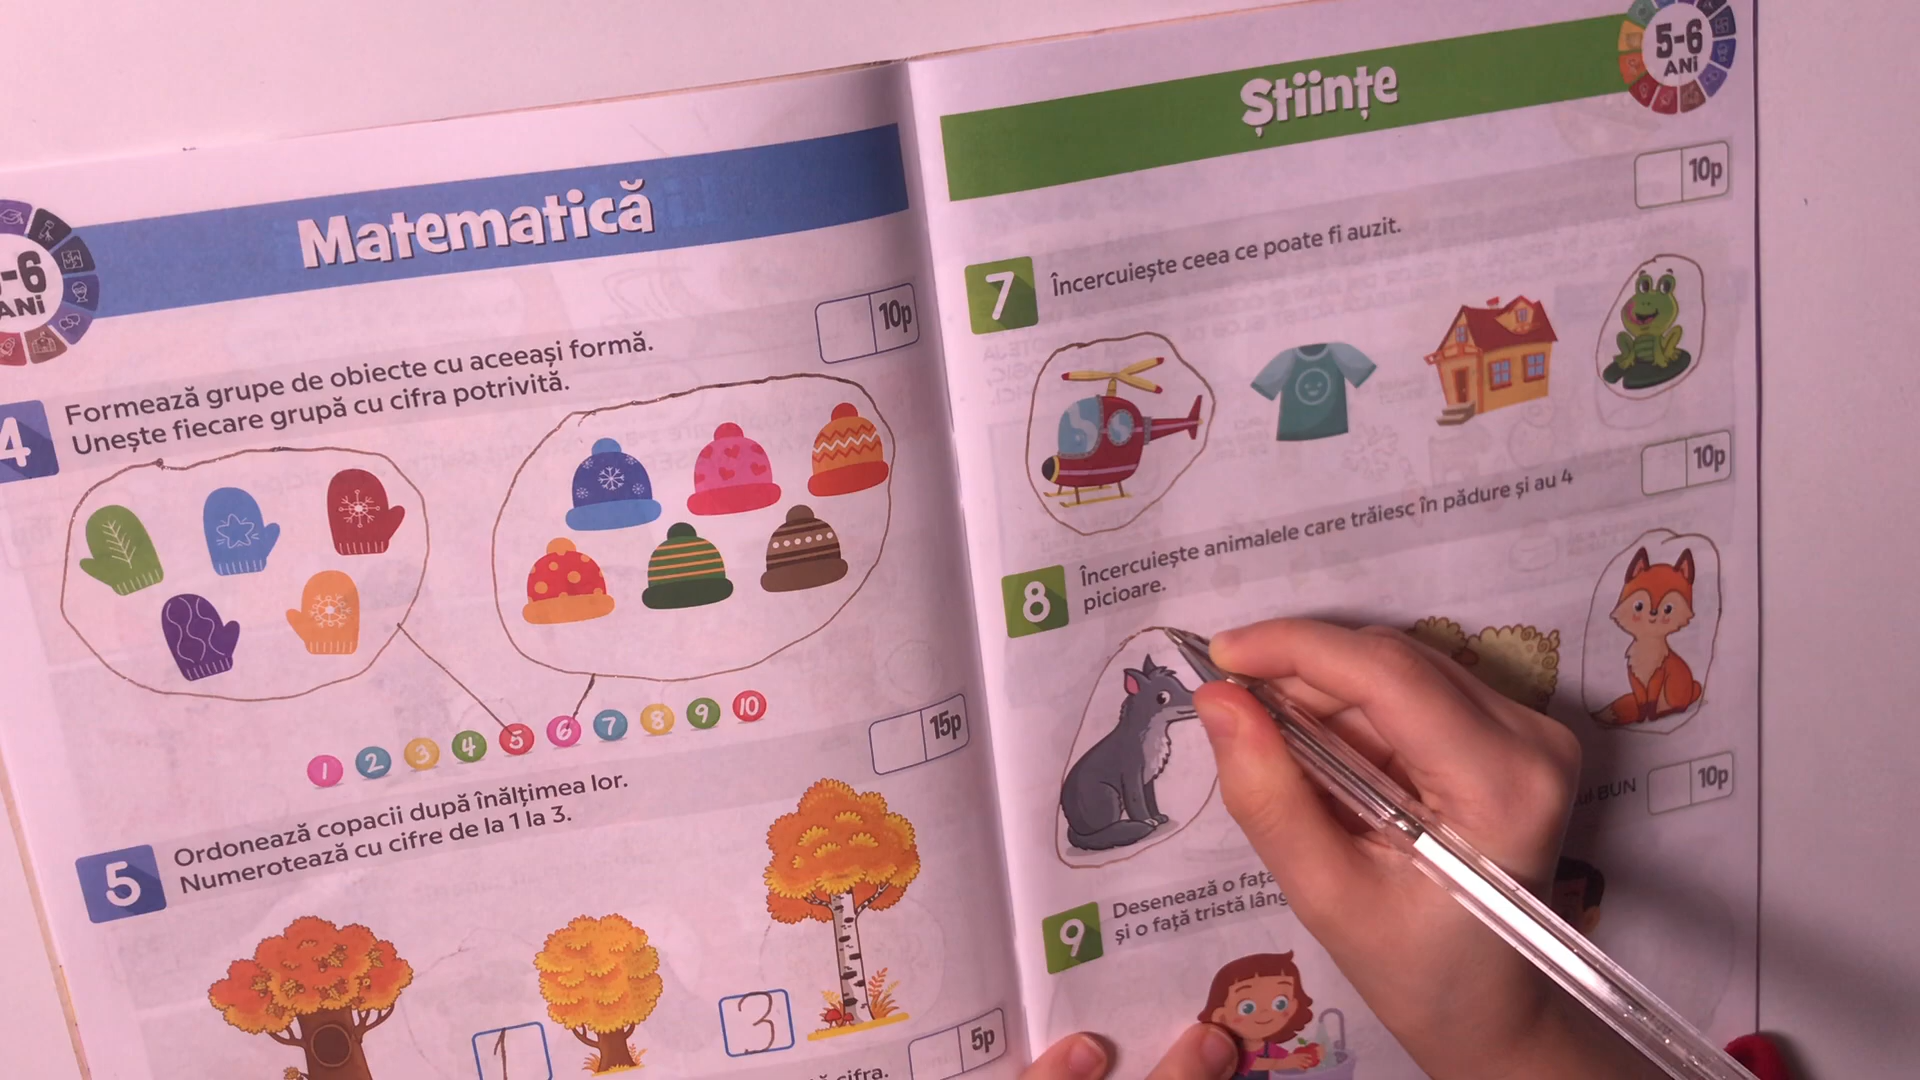 Matematică
-6
ANi
10p
4
Formează grupe de obiecte cu aceeași formă.
Unește fiecare grupă cu cifra potrivită.
1 2 3 4 5 6 7 8 9 10
15p
5
Ordonează copacii după înălțimea lor.
Numerotează cu cifre de la 1 la 3.
1
3
5p
cifra.
Științe
5-6
ANi
10p
7
Încercuiește ceea ce poate fi auzit.
10p
8
Încercuiește animalele care trăiesc în pădure și au 4
picioare.
10p
9
Desenează o față
BUN
și o față tristă